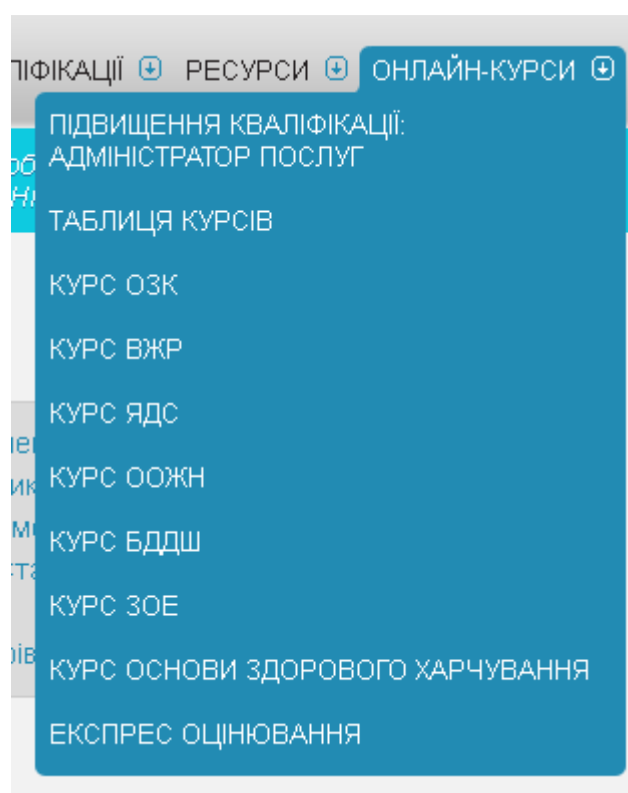 РЕСУРСИ ОНЛАЙН-КУРСИ
ПІДВИЩЕННЯ КВАЛІФІКАЦІЇ:
АДМІНІСТРАТОР ПОСЛУГ
ТАБЛИЦЯ КУРСІВ
КУРС ОЗК
КУРС ВЖР
КУРС ЯДС
КУРС ООЖН
КУРС БДДШ
КУРС ЗОЕ
КУРС ОСНОВИ ЗДОРОВОГО ХАРЧУВАННЯ
ЕКСПРЕС ОЦІНЮВАННЯ